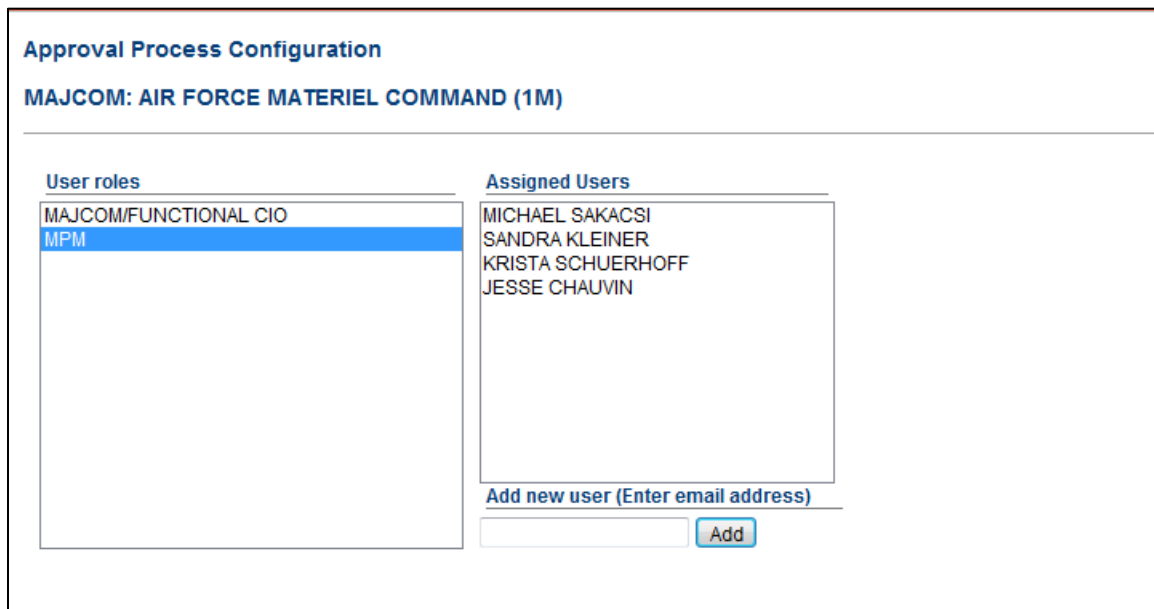 Approval Process Configuration
MAJCOM: AIR FORCE MATERIEL COMMAND (1M)
User roles
MAJCOM/FUNCTIONAL CIO
MPM
Assigned Users
MICHAEL SAKACSI
SANDRA KLEINER
KRISTA SCHUERHOFF
JESSE CHAUVIN
Add new user (Enter email address)
Add